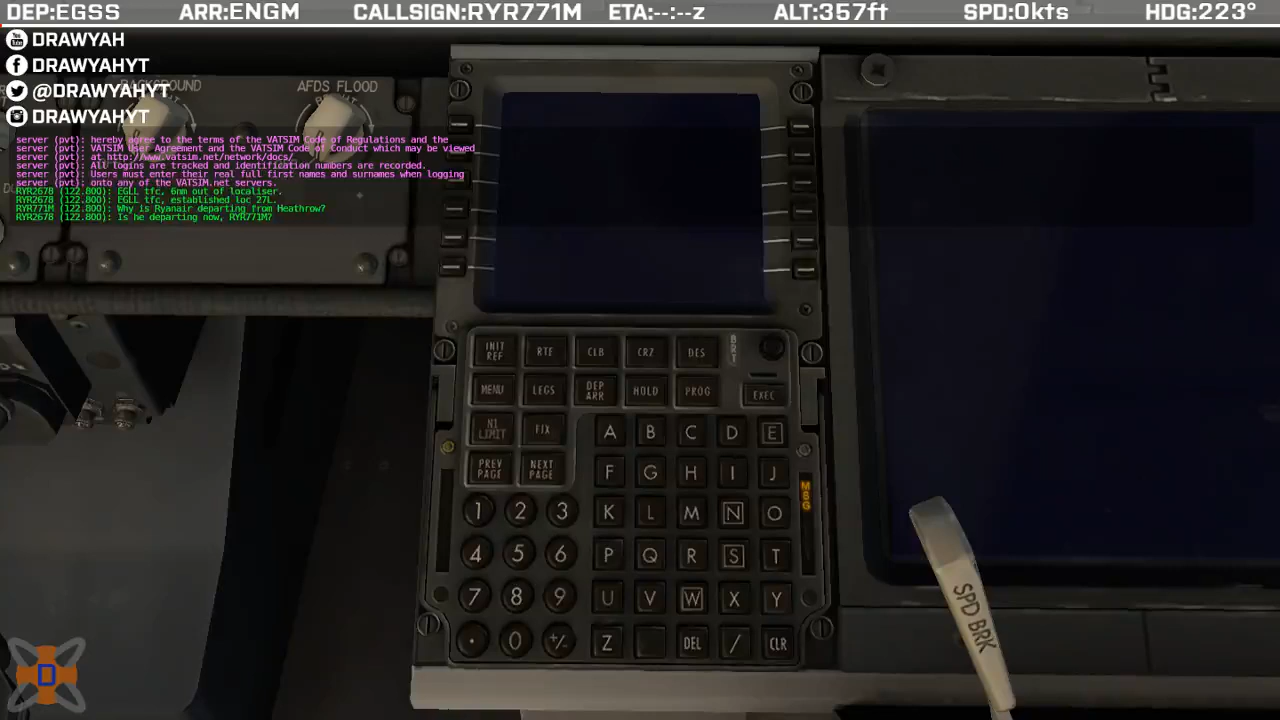 DEP:EGSS ARR:ENGM CALLSIGN:RYR771M ETA:--:--z ALT:357ft SPD:0kts HDG:223°
DRAWYAH
DRAWYAHYT
@DRAWYAHYT
DRAWYAHYT
BACKGROUND
AFDS FLOOD
server (pvt): hereby agree to the terms of the VATSIM Code of Regulations and the
server (pvt): VATSIM User Agreement and the VATSIM Code of Conduct which may be viewed
server (pvt): at http://www.vatsim.net/network/docs/
server (pvt): All logins are tracked and identification numbers are recorded.
server (pvt): Users must enter their real full first names and surnames when logging
server (pvt): onto any of the VATSIM.net servers.
RYR2678 (122.800): EGLL tfc, 6nm out of localiser.
RYR2678 (122.800): EGLL tfc, established loc 27L.
RYR771M (122.800): Why is Ryanair departing from Heathrow?
RYR2678 (122.800): Is he departing now, RYR771M?
INIT REF RTE CLB CRZ DES BRT
MENU LEGS DEP ARR HOLD PROG EXEC
N1 LIMIT FIX A B C D E
PREV PAGE NEXT PAGE F G H I J
1 2 3 K L M N O
MSG
4 5 6 P Q R S T
7 8 9 U V W X Y
. 0 +/- Z DEL / CLR
SPD BRK
D